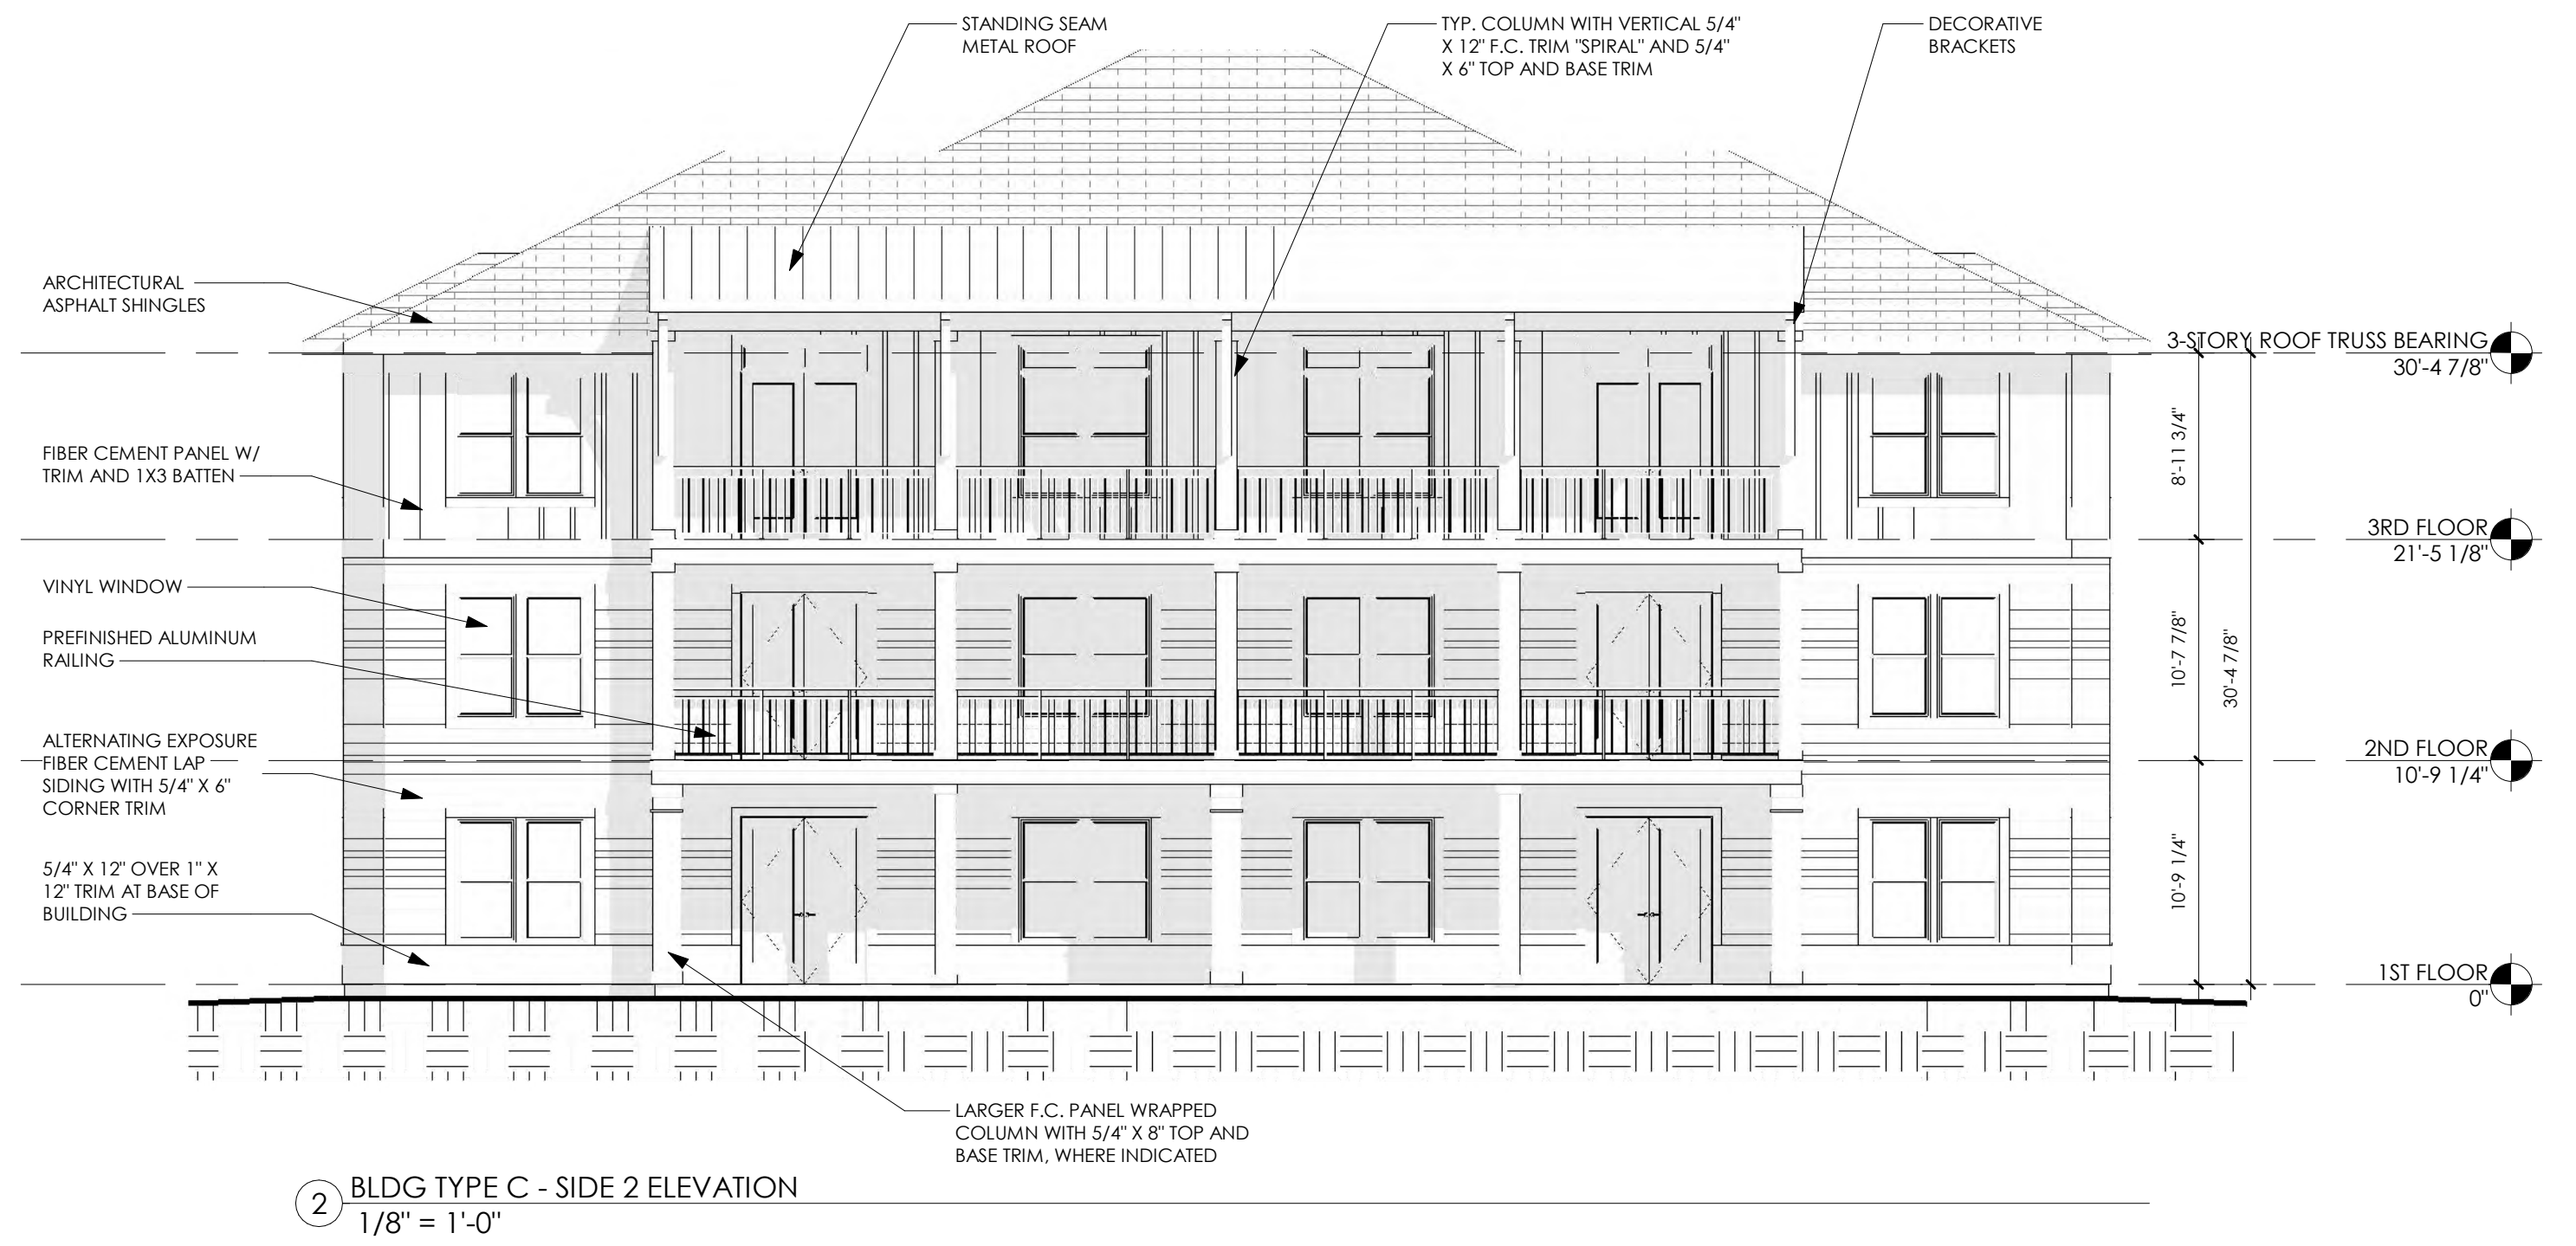 STANDING SEAM
METAL ROOF
TYP. COLUMN WITH VERTICAL 5/4"
X 12" F.C. TRIM "SPIRAL" AND 5/4"
X 6" TOP AND BASE TRIM
DECORATIVE
BRACKETS
ARCHITECTURAL
ASPHALT SHINGLES
FIBER CEMENT PANEL W/
TRIM AND 1X3 BATTEN
VINYL WINDOW
PREFINISHED ALUMINUM
RAILING
ALTERNATING EXPOSURE
FIBER CEMENT LAP
SIDING WITH 5/4" X 6"
CORNER TRIM
5/4" X 12" OVER 1" X
12" TRIM AT BASE OF
BUILDING
3-STORY ROOF TRUSS BEARING
30'-4 7/8"
8'-11 3/4"
3RD FLOOR
21'-5 1/8"
10'-7 7/8"
30'-4 7/8"
2ND FLOOR
10'-9 1/4"
10'-9 1/4"
1ST FLOOR
0"
LARGER F.C. PANEL WRAPPED
COLUMN WITH 5/4" X 8" TOP AND
BASE TRIM, WHERE INDICATED
2 BLDG TYPE C - SIDE 2 ELEVATION
1/8" = 1'-0"